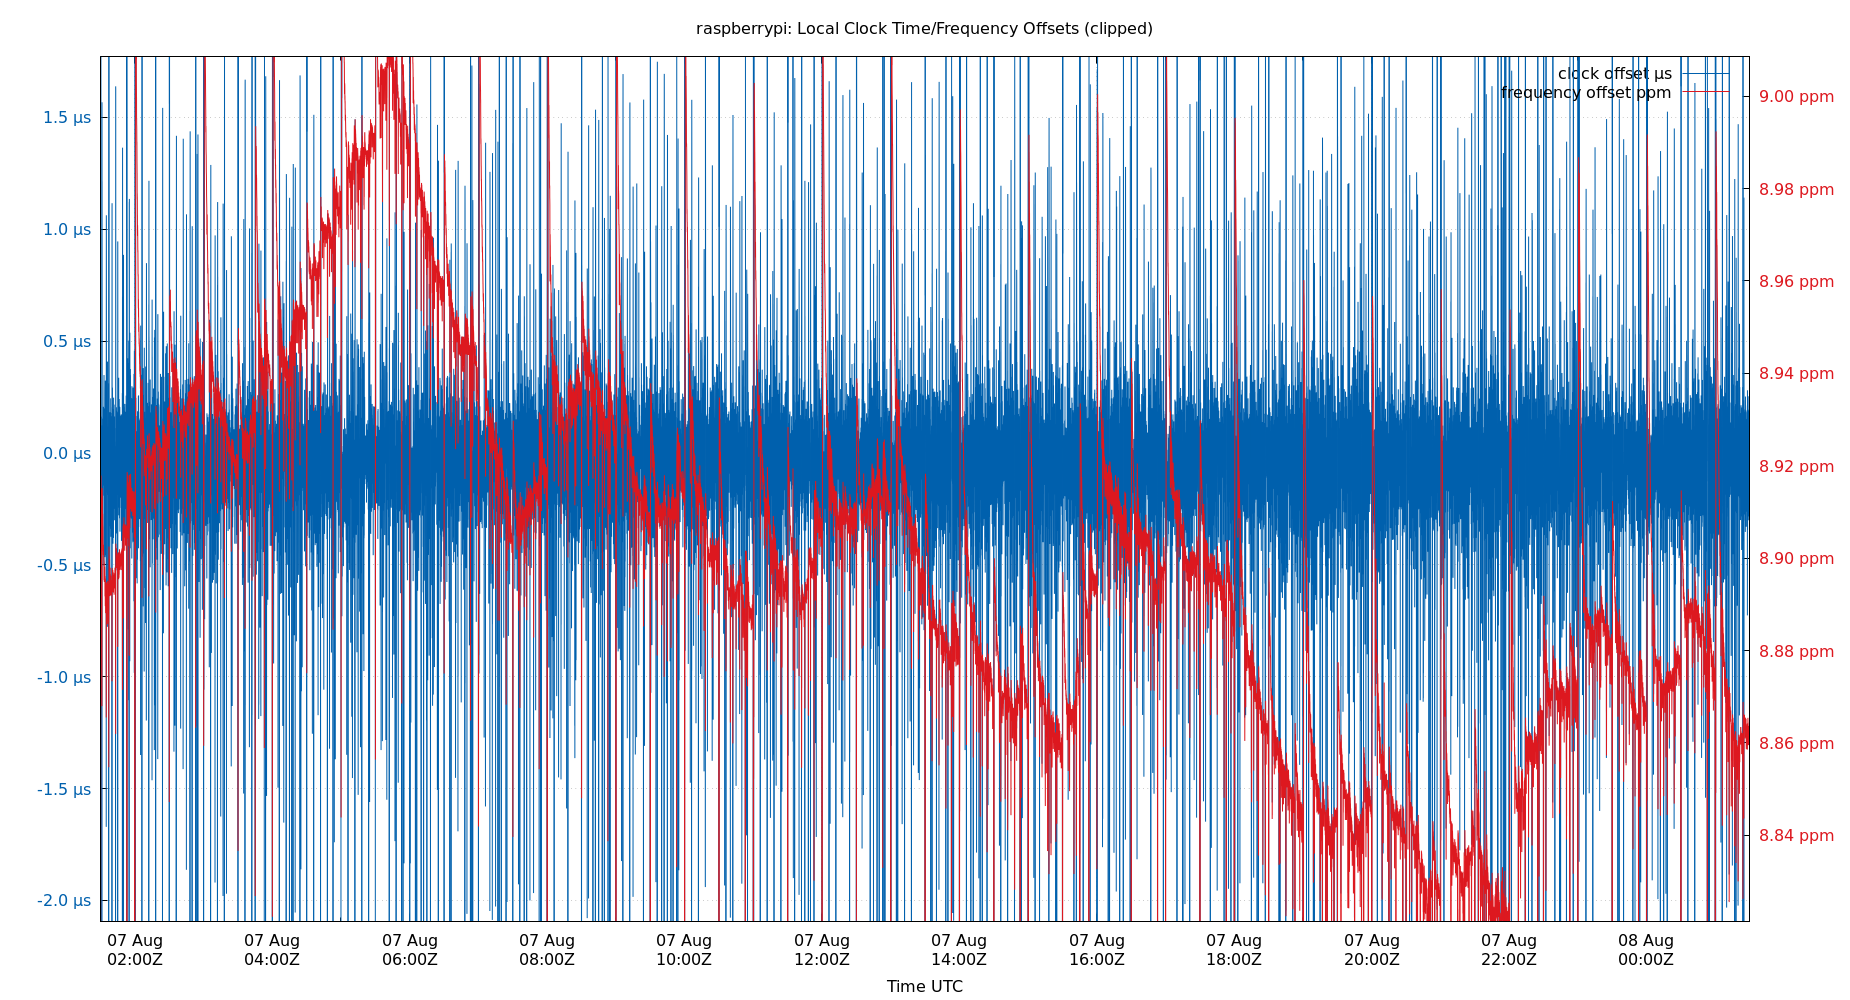 raspberrypi: Local Clock Time/Frequency Offsets (clipped)
clock offset µs
frequency offset ppm
1.5 µs
1.0 µs
0.5 µs
0.0 µs
-0.5 µs
-1.0 µs
-1.5 µs
-2.0 µs
9.00 ppm
8.98 ppm
8.96 ppm
8.94 ppm
8.92 ppm
8.90 ppm
8.88 ppm
8.86 ppm
8.84 ppm
07 Aug 07 Aug 07 Aug 07 Aug 07 Aug 07 Aug 07 Aug 07 Aug 07 Aug 07 Aug 07 Aug 08 Aug
02:00Z 04:00Z 06:00Z 08:00Z 10:00Z 12:00Z 14:00Z 16:00Z 18:00Z 20:00Z 22:00Z 00:00Z
Time UTC